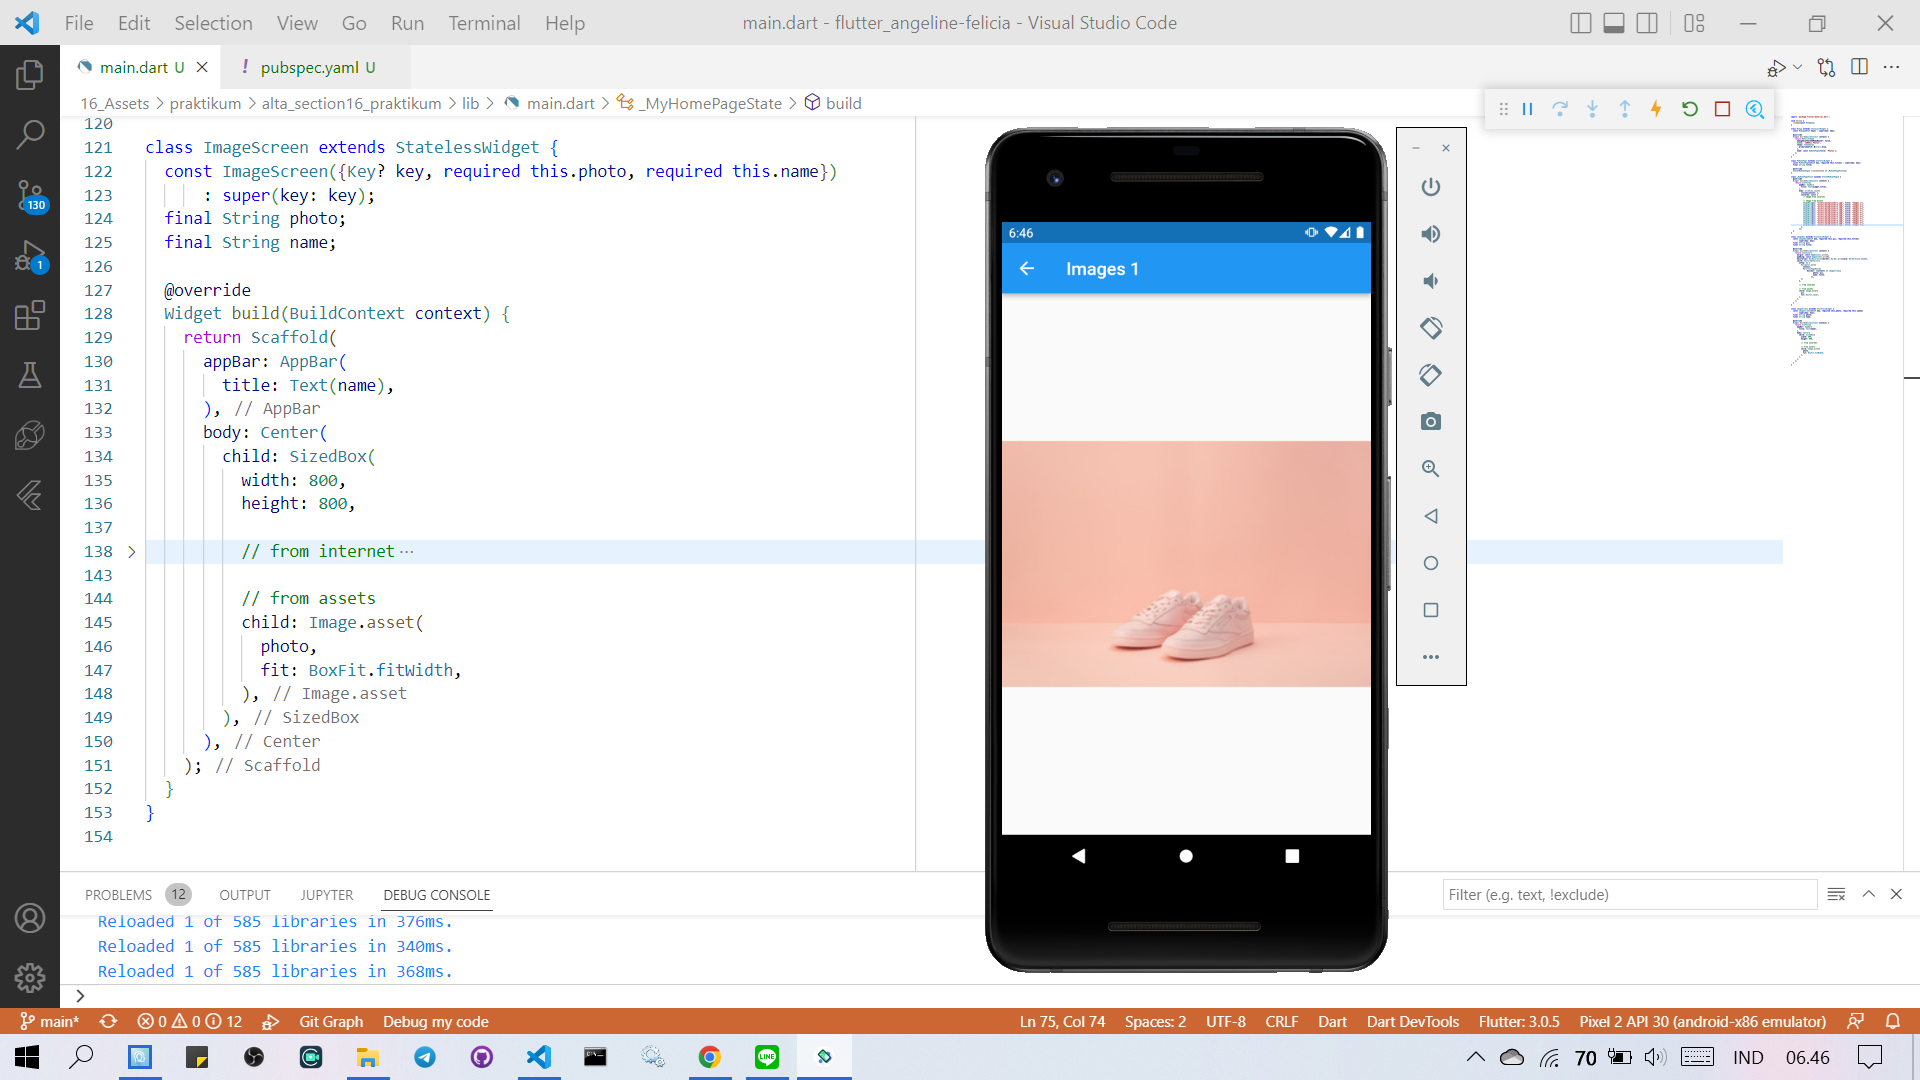 File Edit Selection View Go Run Terminal Help
main.dart - flutter_angeline-felicia - Visual Studio Code
main.dart U
! pubspec.yaml U
16_Assets > praktikum > alta_section16_praktikum > lib > main.dart > _MyHomePageState > build
120
121 class ImageScreen extends StatelessWidget {
122 const ImageScreen({Key? key, required this.photo, required this.name})
123 : super(key: key);
124 final String photo;
125 final String name;
126
127 @override
128 Widget build(BuildContext context) {
129 return Scaffold(
130 appBar: AppBar(
131 title: Text(name),
132 ), // AppBar
133 body: Center(
134 child: SizedBox(
135 width: 800,
136 height: 800,
137
138 // from internet ···
143
144 // from assets
145 child: Image.asset(
146 photo,
147 fit: BoxFit.fitWidth,
148 ), // Image.asset
149 ), // SizedBox
150 ), // Center
151 ); // Scaffold
152 }
153 }
154
130
1
6:46
Images 1
PROBLEMS 12 OUTPUT JUPYTER DEBUG CONSOLE
Filter (e.g. text, !exclude)
Reloaded 1 of 585 libraries in 376ms.
Reloaded 1 of 585 libraries in 340ms.
Reloaded 1 of 585 libraries in 368ms.
main* 0 0 12 Git Graph Debug my code
Ln 75, Col 74 Spaces: 2 UTF-8 CRLF Dart Dart DevTools Flutter: 3.0.5 Pixel 2 API 30 (android-x86 emulator)
LINE
70 IND 06.46